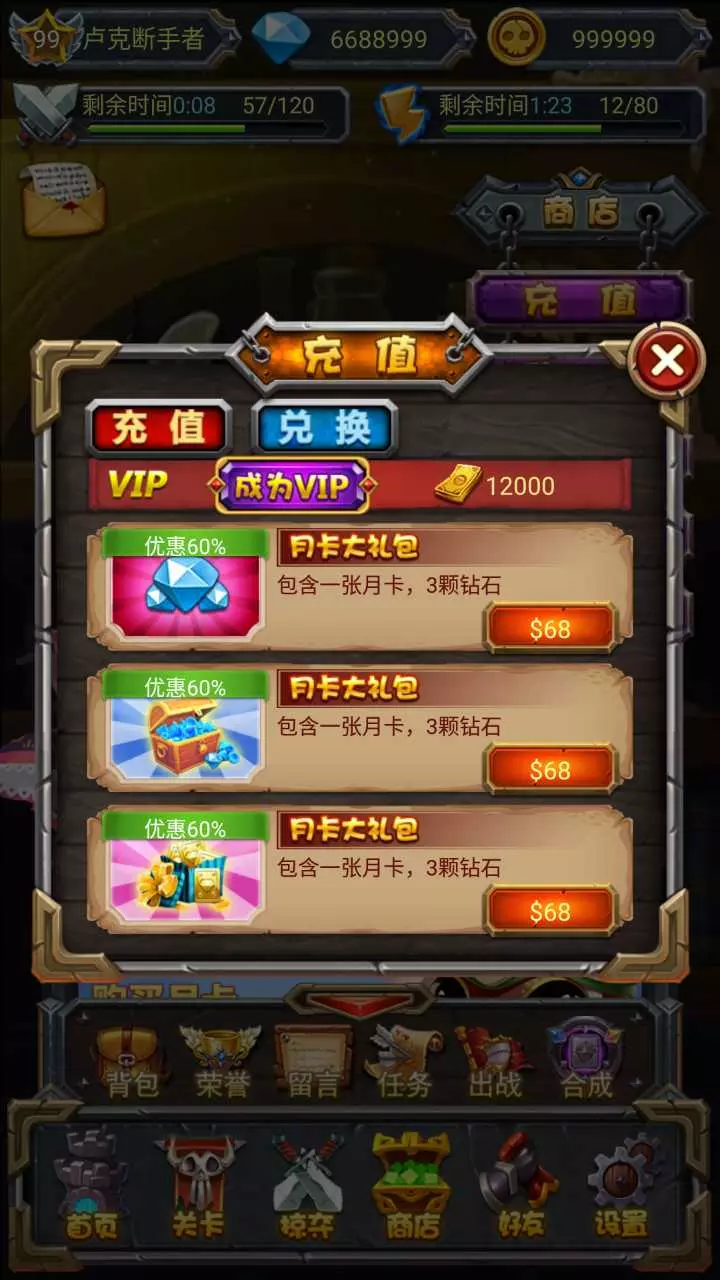 99 卢克断手者 6688999 999999
剩余时间0:08 57/120 剩余时间1:23 12/80
商店
充值
充值
充值 兑换
VIP 成为VIP 12000
优惠60% 月卡大礼包
包含一张月卡，3颗钻石
$68
优惠60% 月卡大礼包
包含一张月卡，3颗钻石
$68
优惠60% 月卡大礼包
包含一张月卡，3颗钻石
$68
购买月卡
背包 荣誉 留言 任务 出战 合成
首页 关卡 掠夺 商店 好友 设置